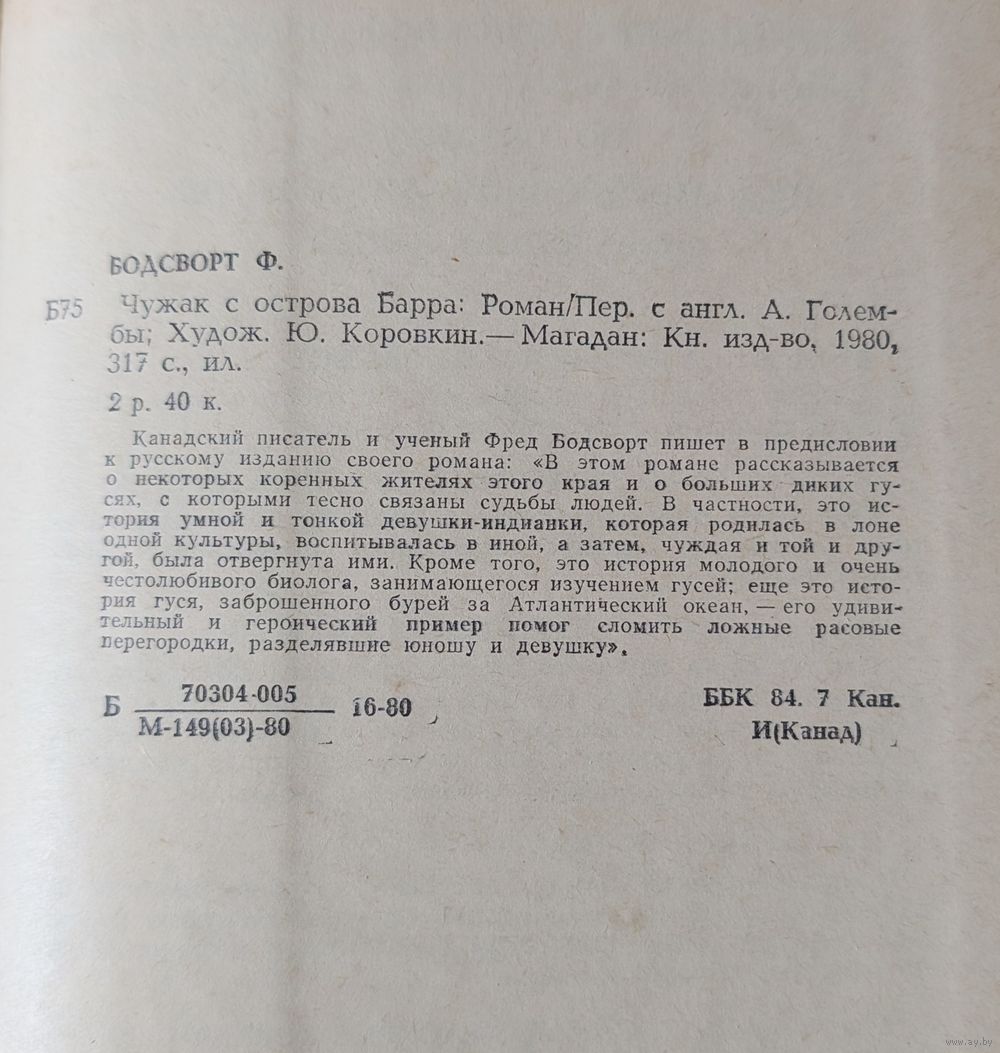 БОДСВОРТ Ф.
Б75 Чужак с острова Барра: Роман/Пер. с англ. А. Голем-
бы; Худож. Ю. Коровкин.— Магадан: Кн. изд-во, 1980,
317 с., ил.
2 р. 40 к.
Канадский писатель и ученый Фред Бодсворт пишет в предисловии
к русскому изданию своего романа: «В этом романе рассказывается
о некоторых коренных жителях этого края и о больших диких гу-
сях, с которыми тесно связаны судьбы людей. В частности, это ис-
тория умной и тонкой девушки-индианки, которая родилась в лоне
одной культуры, воспитывалась в иной, а затем, чуждая и той и дру-
гой, была отвергнута ими. Кроме того, это история молодого и очень
честолюбивого биолога, занимающегося изучением гусей; еще это исто-
рия гуся, заброшенного бурей за Атлантический океан, — его удиви-
тельный и героический пример помог сломить ложные расовые
перегородки, разделявшие юношу и девушку».
70304-005
Б 16-80
М-149(03)-80
ББК 84. 7 Кан.
И(Канад)
www.ay.by